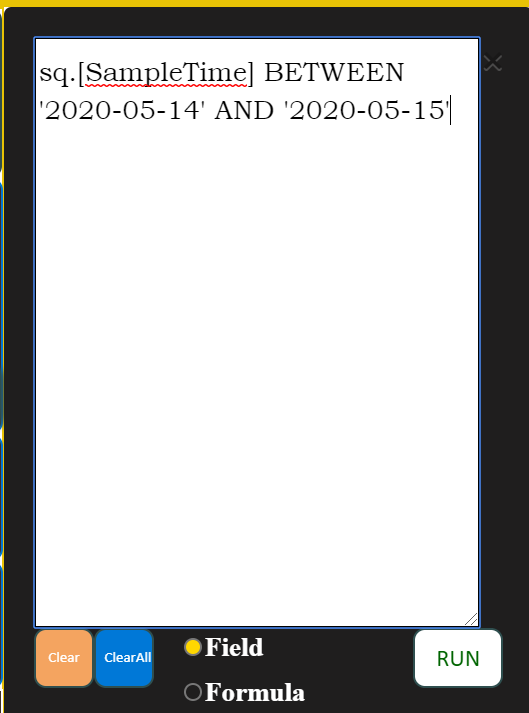 sq.[SampleTime] BETWEEN
'2020-05-14' AND '2020-05-15'
Clear
ClearAll
Field
Formula
RUN